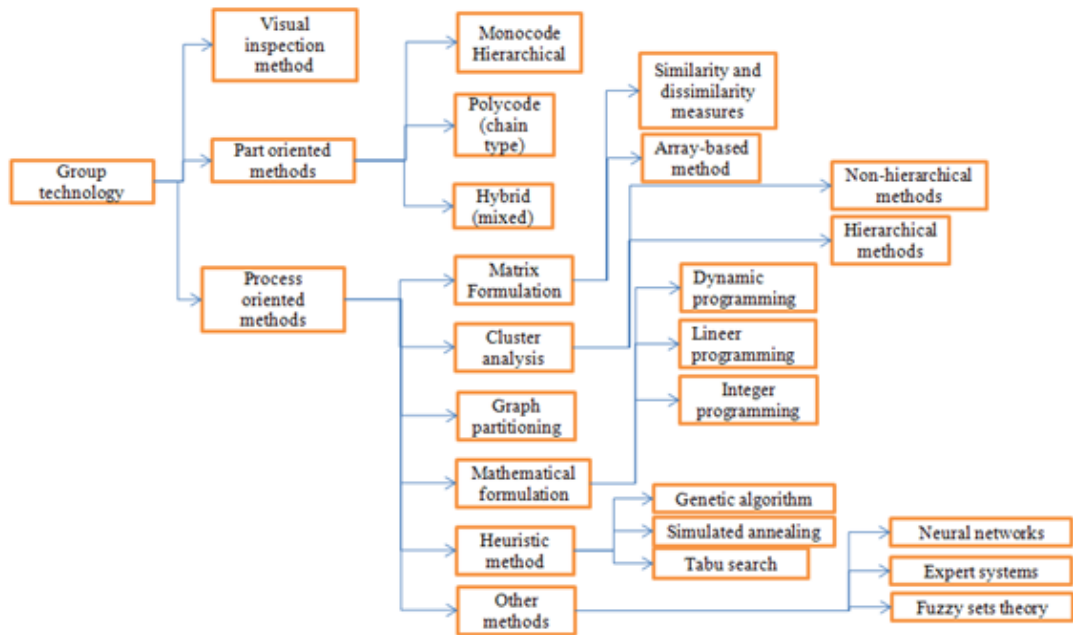 Group
technology
Visual
inspection
method
Part oriented
methods
Process
oriented
methods
Monocode
Hierarchical
Polycode
(chain
type)
Hybrid
(mixed)
Matrix
Formulation
Cluster
analysis
Graph
partitioning
Mathematical
formulation
Heuristic
method
Other
methods
Similarity and
dissimilarity
measures
Array-based
method
Non-hierarchical
methods
Hierarchical
methods
Dynamic
programming
Lineer
programming
Integer
programming
Genetic algorithm
Simulated annealing
Tabu search
Neural networks
Expert systems
Fuzzy sets theory